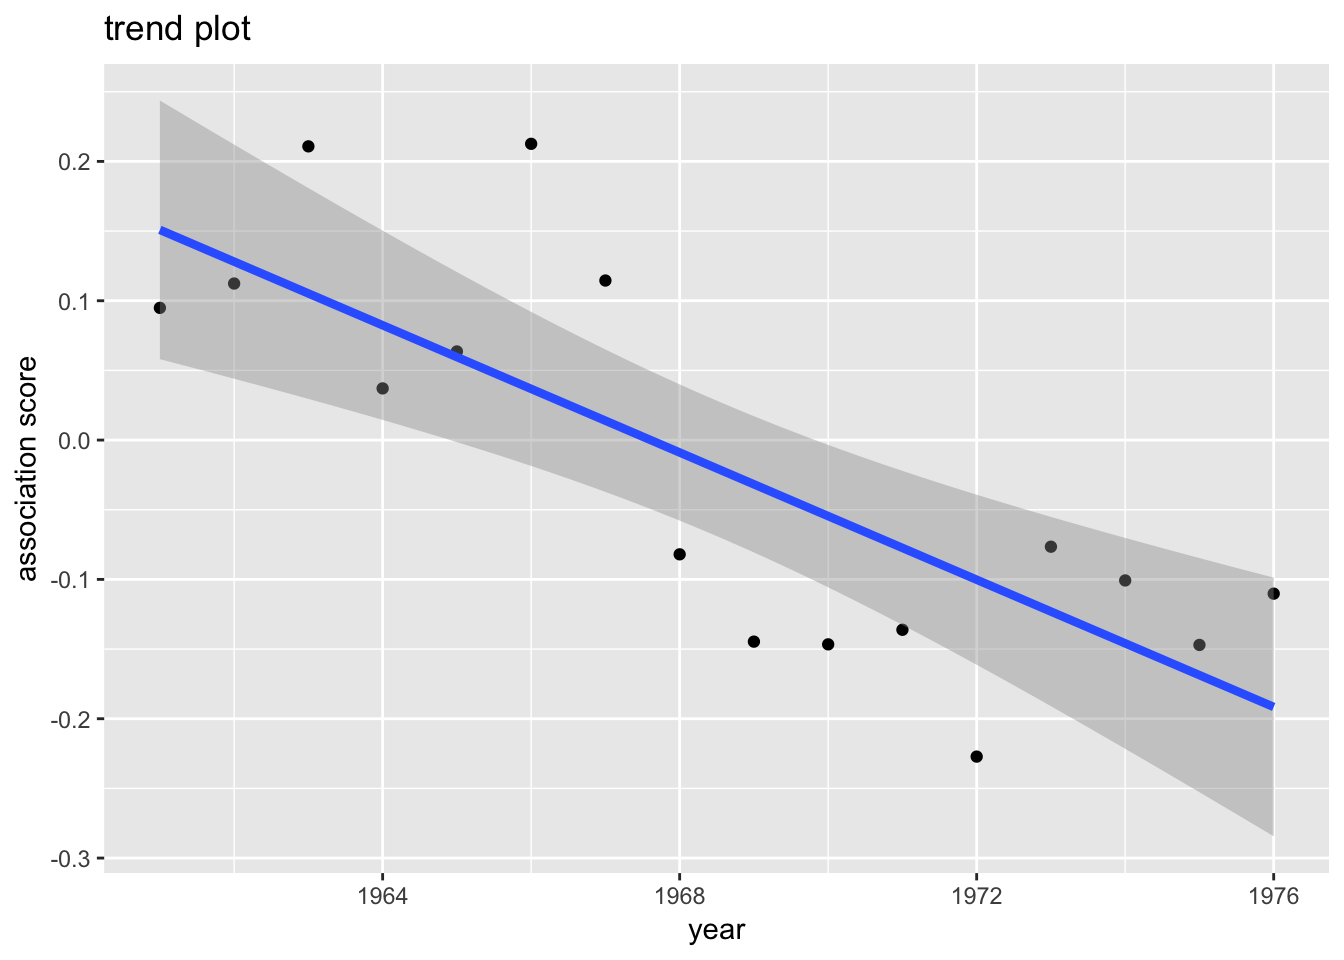 trend plot
association score
0.2
0.1
0.0
-0.1
-0.2
-0.3
1964 1968 1972 1976
year